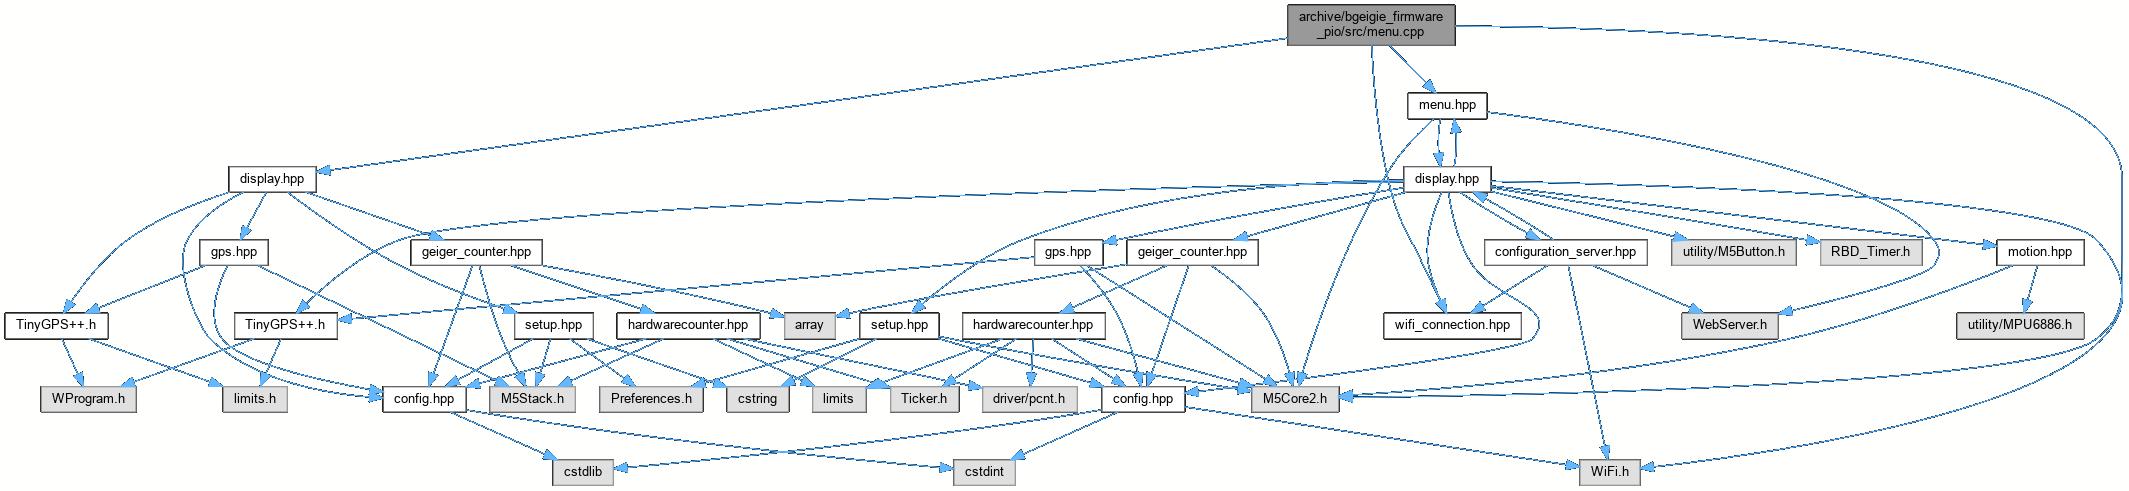 archive/bgeigie_firmware
_pio/src/menu.cpp
menu.hpp
display.hpp
display.hpp
gps.hpp
geiger_counter.hpp
gps.hpp
geiger_counter.hpp
configuration_server.hpp
utility/M5Button.h
RBD_Timer.h
motion.hpp
TinyGPS++.h
TinyGPS++.h
setup.hpp
hardwarecounter.hpp
array
setup.hpp
hardwarecounter.hpp
wifi_connection.hpp
WebServer.h
utility/MPU6886.h
WProgram.h
limits.h
config.hpp
M5Stack.h
Preferences.h
cstring
limits
Ticker.h
driver/pcnt.h
config.hpp
M5Core2.h
cstdlib
cstdint
WiFi.h